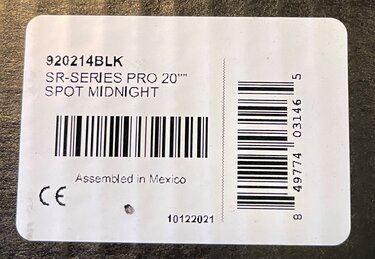 920214BLK
SR-SERIES PRO 20""
SPOT MIDNIGHT
Assembled in Mexico
CE
10122021
8 49774 03146 5